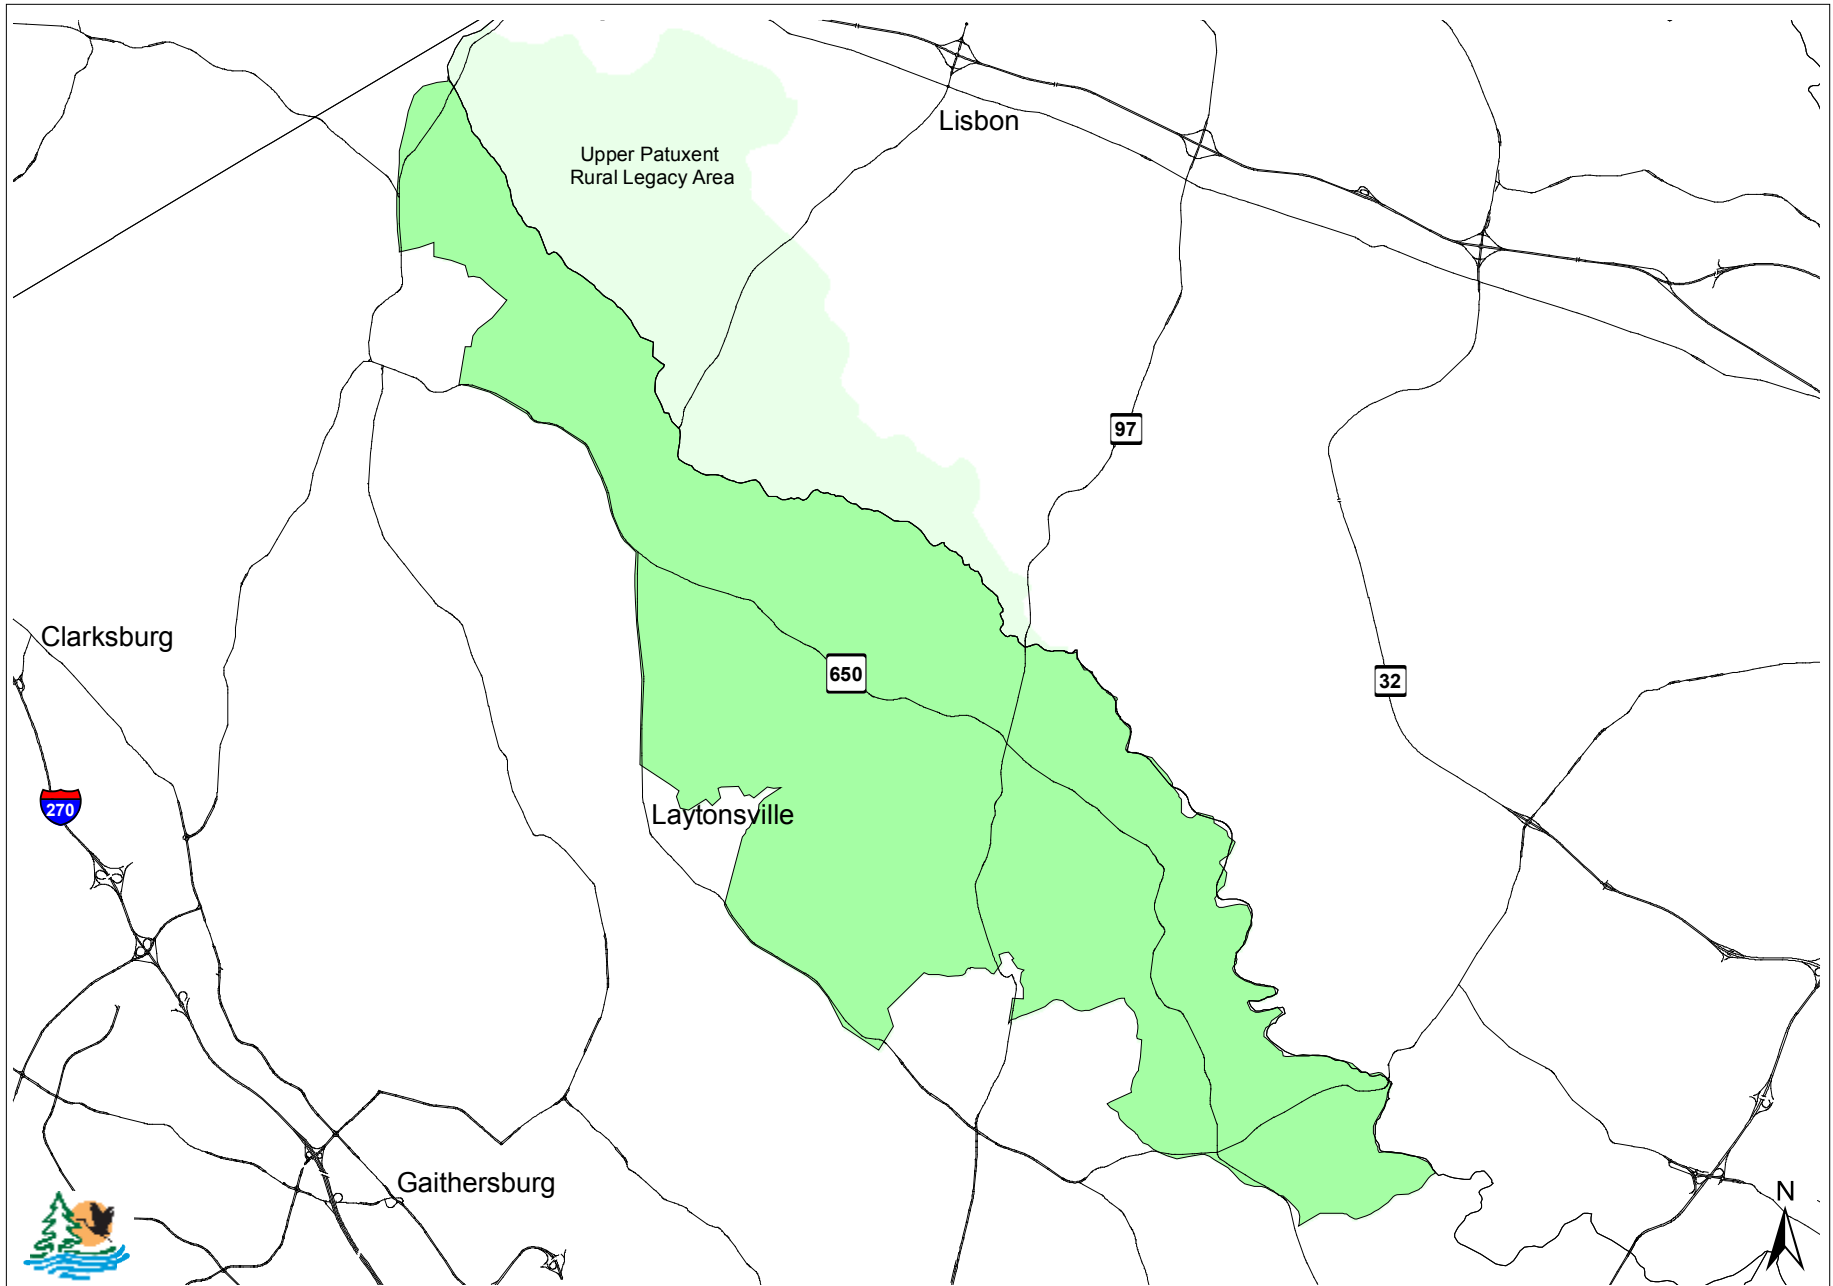 Lisbon
Upper Patuxent
Rural Legacy Area
97
Clarksburg
650
32
270
Laytonsville
Gaithersburg
N